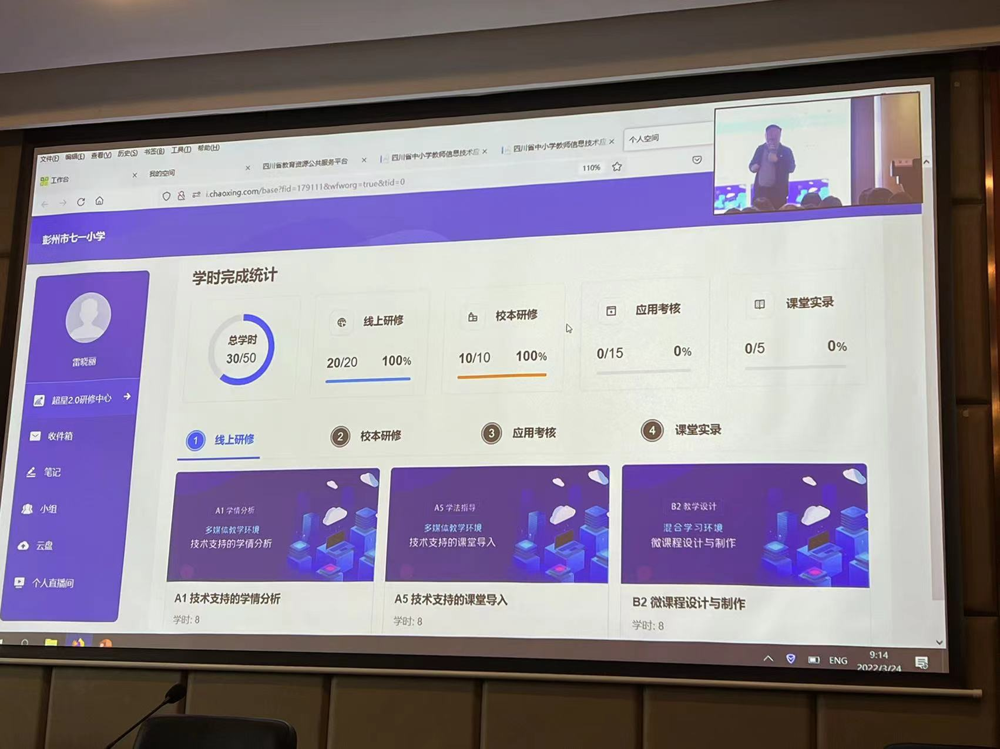 文件(F) 编辑(E) 查看(V) 历史(S) 书签(B) 工具(T) 帮助(H)
工作台 × 我的空间 × 四川省教育资源公共服务平台 × 四川省中小学教师信息技术应 × 四川省中小学教师信息技术应 × 个人空间
i.chaoxing.com/base?fid=179111&wfworg=true&tid=0 110%
彭州市七一小学
雷晓丽
超星2.0研修中心
收件箱
笔记
小组
云盘
个人直播间
学时完成统计
总学时
30/50
线上研修
20/20 100%
校本研修
10/10 100%
应用考核
0/15 0%
课堂实录
0/5 0%
1 线上研修 2 校本研修 3 应用考核 4 课堂实录
A1 学情分析
多媒体教学环境
技术支持的学情分析
A1 技术支持的学情分析
学时: 8
A5 学法指导
多媒体教学环境
技术支持的课堂导入
A5 技术支持的课堂导入
学时: 8
B2 教学设计
混合学习环境
微课程设计与制作
B2 微课程设计与制作
学时: 8
ENG
9:14
2022/3/24